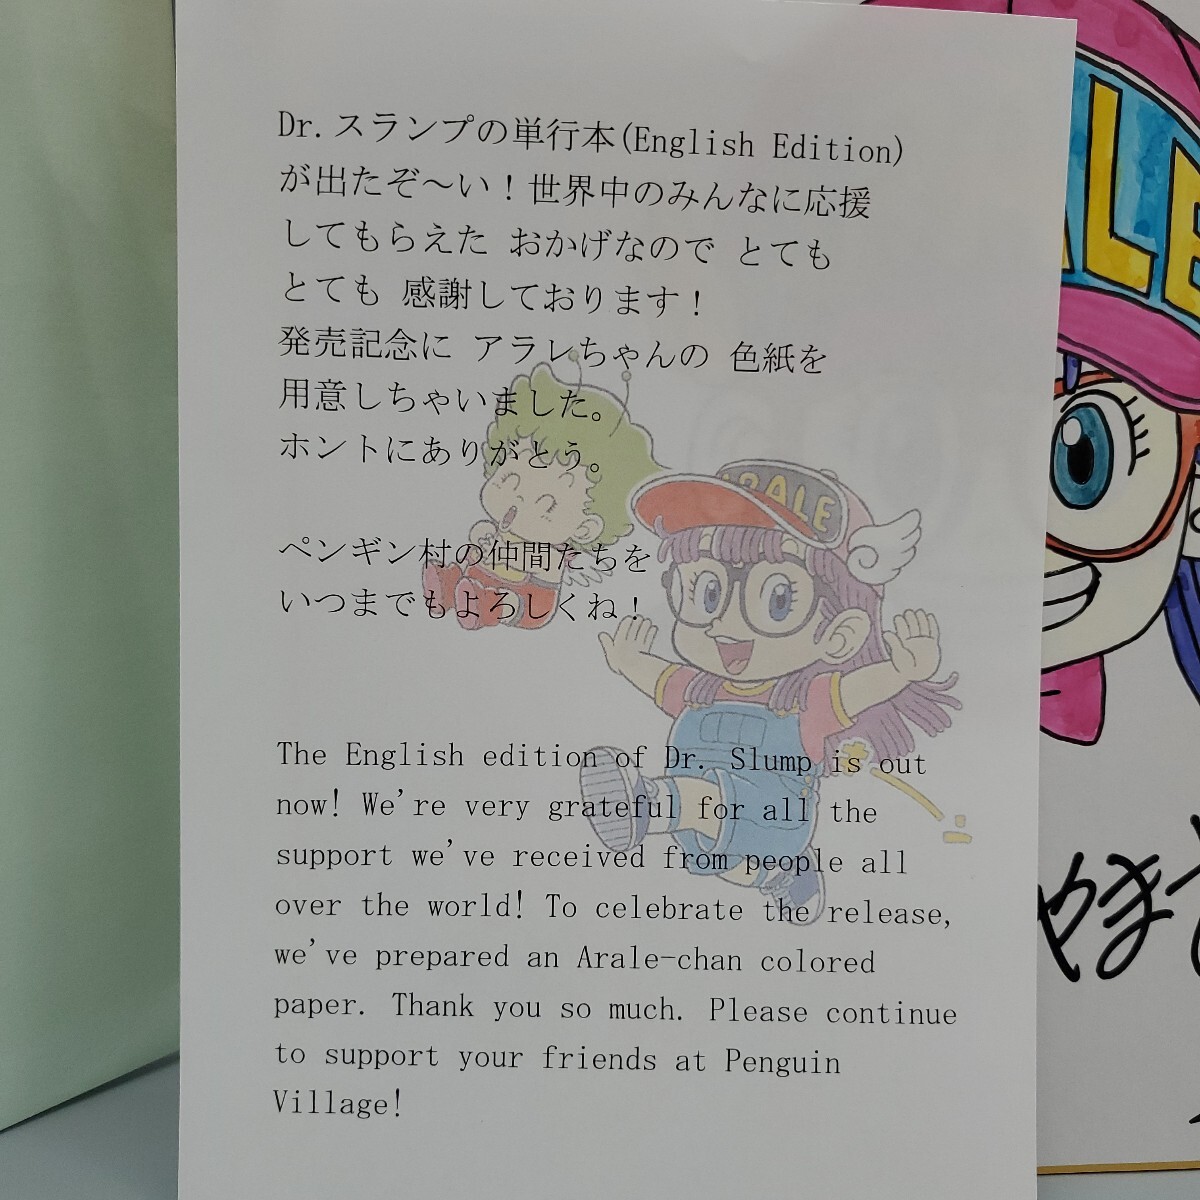 Dr.スランプの単行本(English Edition)
が出たぞ～い！世界中のみんなに応援
してもらえた おかげなので とても
とても 感謝しております！
発売記念に アラレちゃんの 色紙を
用意しちゃいました。
ホントにありがとう。
ペンギン村の仲間たちを
いつまでもよろしくね！
The English edition of Dr. Slump is out
now! We're very grateful for all the
support we've received from people all
over the world! To celebrate the release,
we've prepared an Arale-chan colored
paper. Thank you so much. Please continue
to support your friends at Penguin
Village!
ARALE
ALE
やま